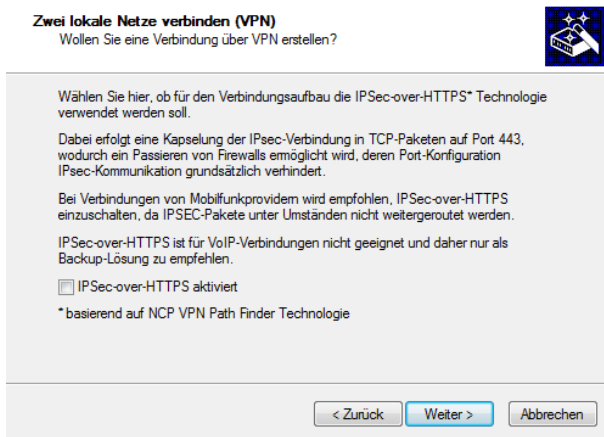 Zwei lokale Netze verbinden (VPN)
Wollen Sie eine Verbindung über VPN erstellen?
Wählen Sie hier, ob für den Verbindungsaufbau die IPSec-over-HTTPS* Technologie
verwendet werden soll.
Dabei erfolgt eine Kapselung der IPsec-Verbindung in TCP-Paketen auf Port 443,
wodurch ein Passieren von Firewalls ermöglicht wird, deren Port-Konfiguration
IPsec-Kommunikation grundsätzlich verhindert.
Bei Verbindungen von Mobilfunkprovidern wird empfohlen, IPSec-over-HTTPS
einzuschalten, da IPSEC-Pakete unter Umständen nicht weitergeroutet werden.
IPSec-over-HTTPS ist für VoIP-Verbindungen nicht geeignet und daher nur als
Backup-Lösung zu empfehlen.
IPSec-over-HTTPS aktiviert
* basierend auf NCP VPN Path Finder Technologie
< Zurück Weiter > Abbrechen